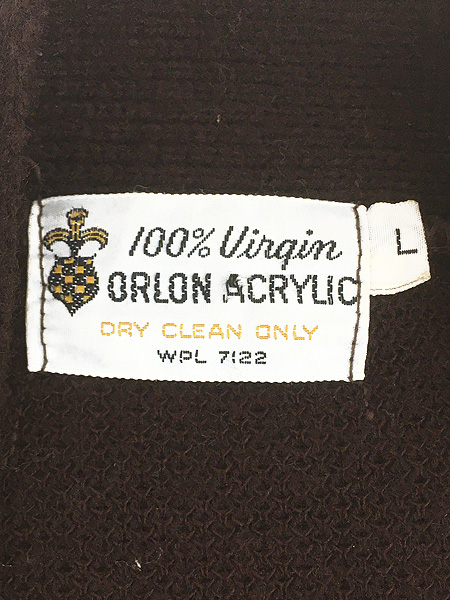 100% Virgin
ORLON ACRYLIC
DRY CLEAN ONLY
WPL 7122
L